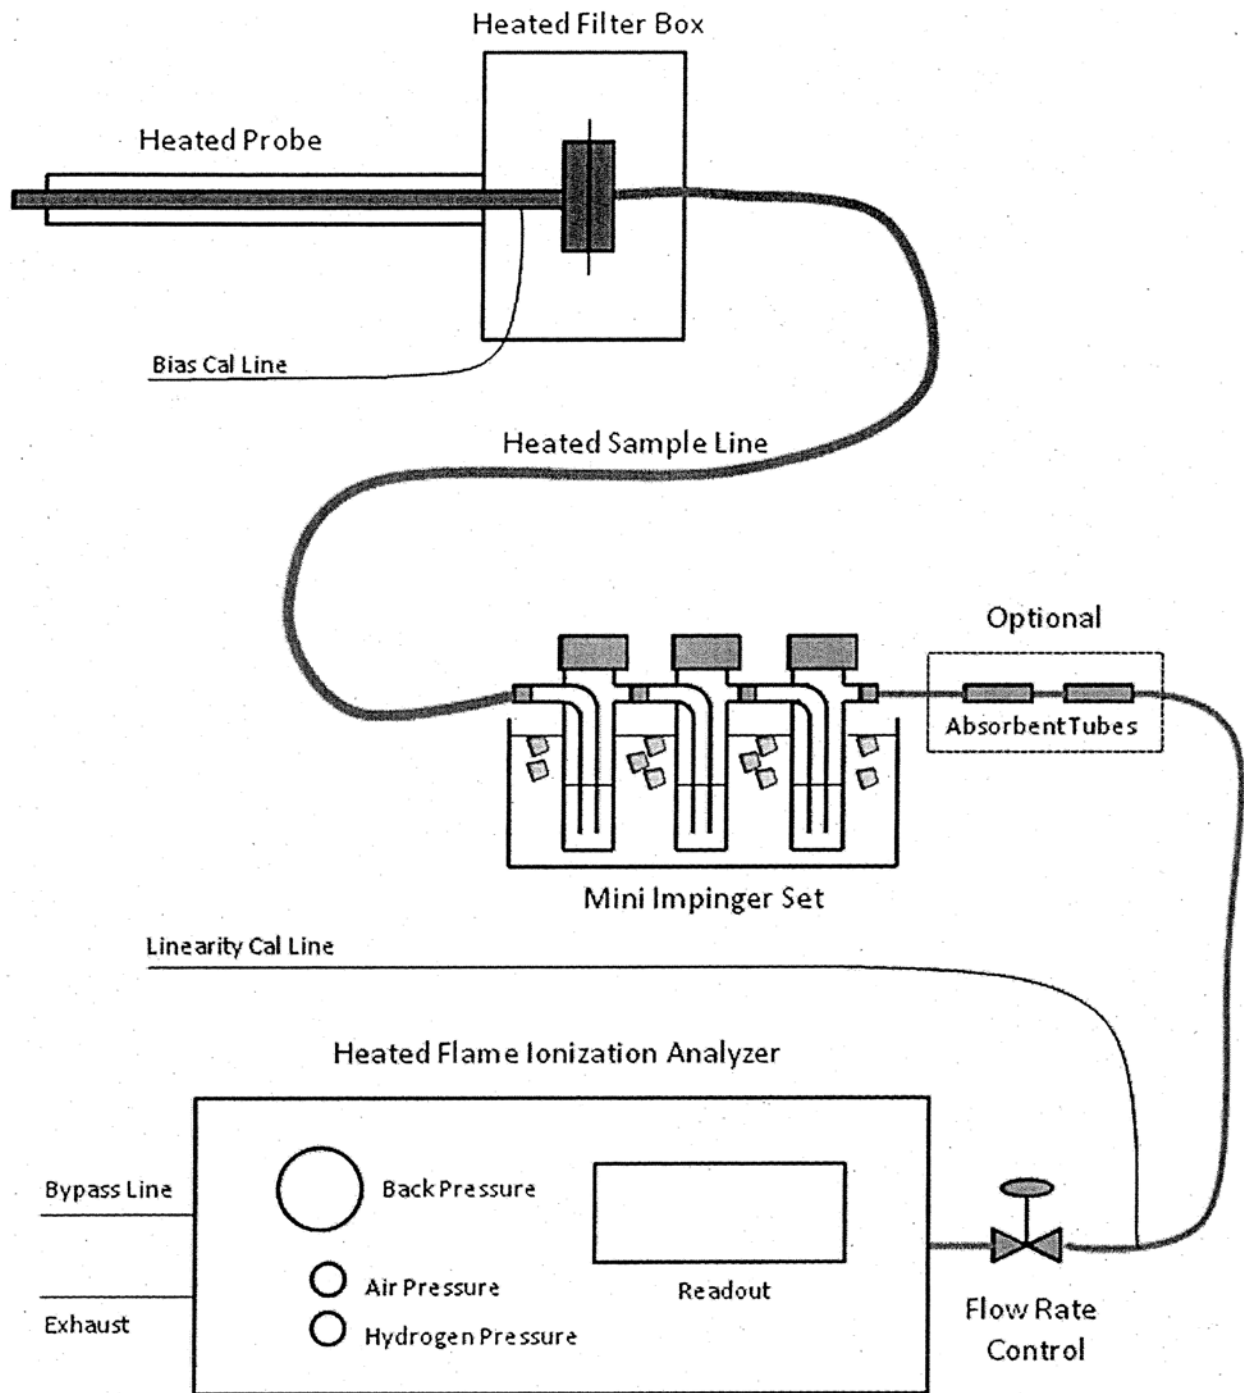 Heated Filter Box
Heated Probe
Bias Cal Line
Heated Sample Line
Optional
Absorbent Tubes
Mini Impinger Set
Linearity Cal Line
Heated Flame Ionization Analyzer
Bypass Line
Back Pressure
Air Pressure
Readout
Exhaust
Hydrogen Pressure
Flow Rate
Control